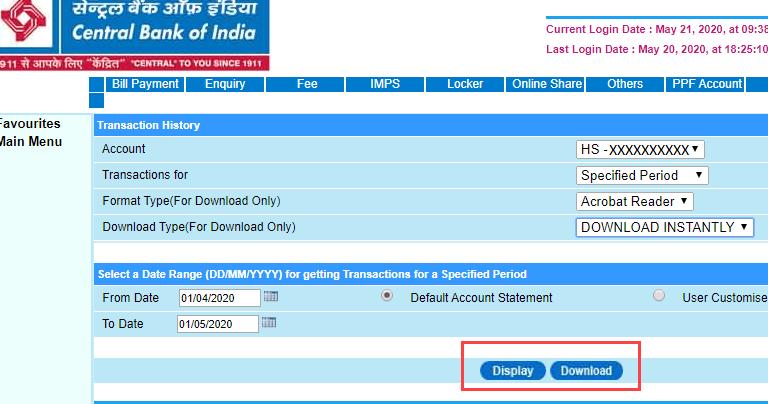 सेन्ट्रल बैंक ऑफ़ इंडिया
Central Bank of India
1911 से आपके लिए "केंद्रित" "CENTRAL" TO YOU SINCE 1911
Current Login Date : May 21, 2020, at 09:38
Last Login Date : May 20, 2020, at 18:25:10
Bill Payment Enquiry Fee IMPS Locker Online Share Others PPF Account
Favourites
Main Menu
Transaction History
Account HS -XXXXXXXXXX
Transactions for Specified Period
Format Type(For Download Only) Acrobat Reader
Download Type(For Download Only) DOWNLOAD INSTANTLY
Select a Date Range (DD/MM/YYYY) for getting Transactions for a Specified Period
From Date 01/04/2020 Default Account Statement User Customise
To Date 01/05/2020
Display Download